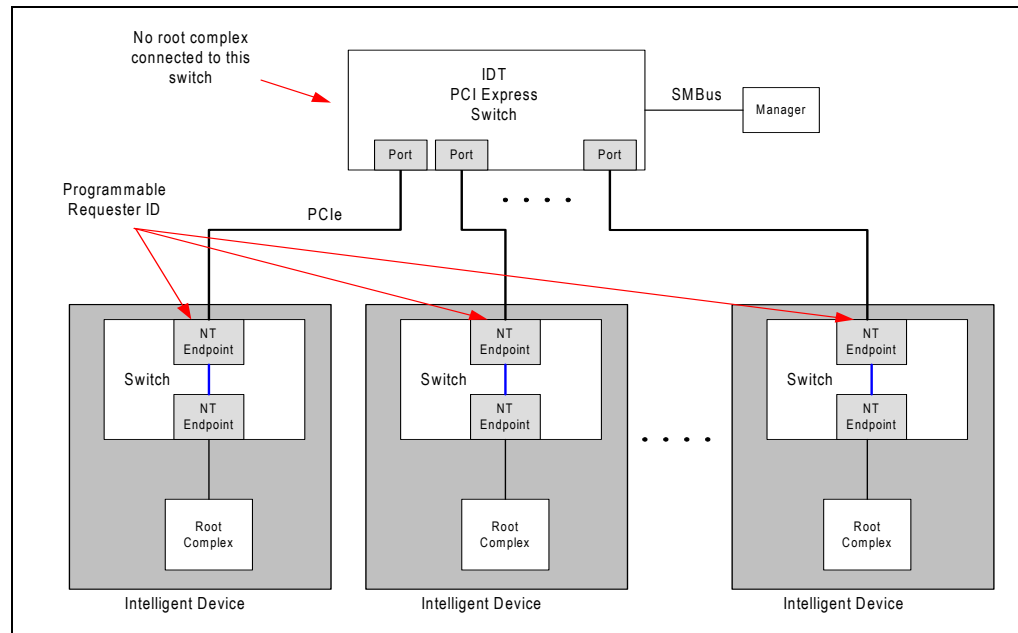 No root complex
connected to this
switch
IDT
PCI Express
Switch
SMBus
Manager
Port
Port
Port
Programmable
Requester ID
PCIe
NT
Endpoint
Switch
NT
Endpoint
Root
Complex
Intelligent Device
NT
Endpoint
Switch
NT
Endpoint
Root
Complex
Intelligent Device
NT
Endpoint
Switch
NT
Endpoint
Root
Complex
Intelligent Device